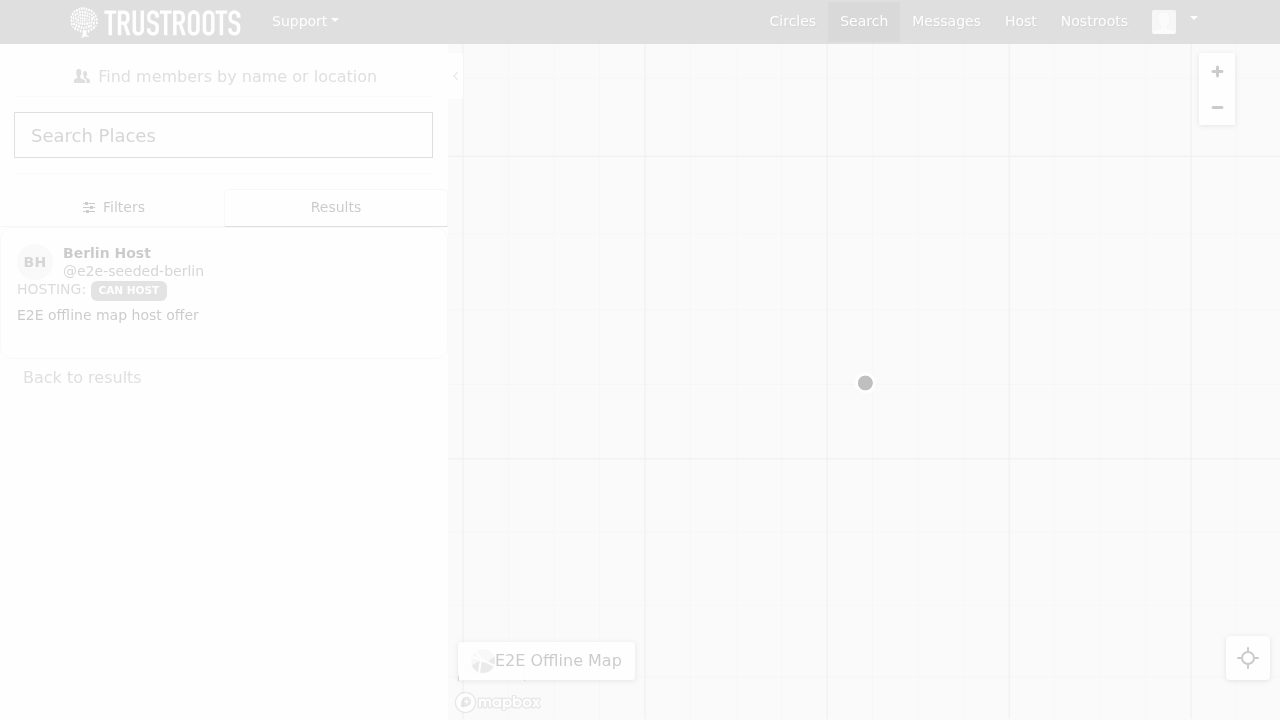 TRUSTROOTS Support Circles Search Messages Host Nostroots
Find members by name or location
Search Places
Filters Results
BH Berlin Host
@e2e-seeded-berlin
HOSTING: CAN HOST
E2E offline map host offer
Back to results
E2E Offline Map
mapbox